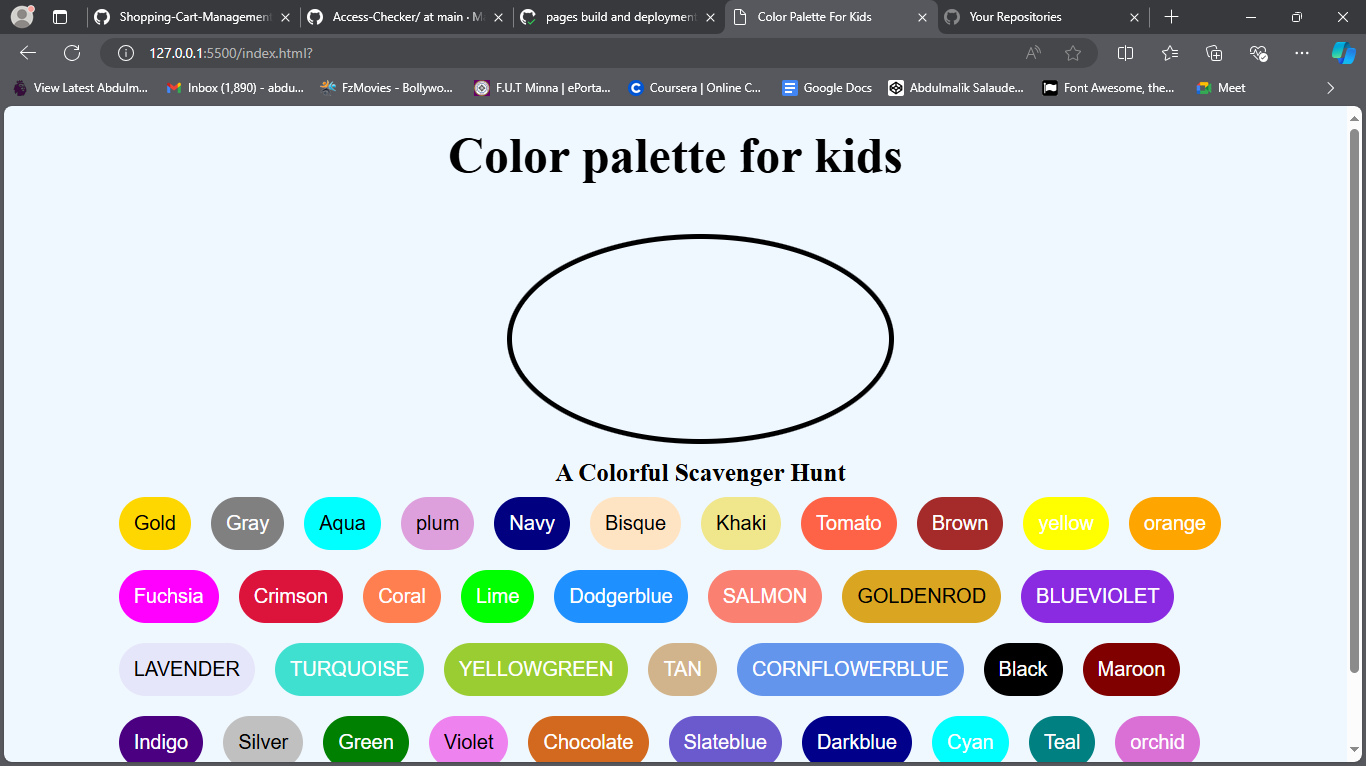 Shopping-Cart-Management
Access-Checker/ at main · M
pages build and deployment
Color Palette For Kids
Your Repositories
127.0.0.1:5500/index.html?
View Latest Abdulm...
Inbox (1,890) - abdu...
FzMovies - Bollywo...
F.U.T Minna | ePorta...
Coursera | Online C...
Google Docs
Abdulmalik Salaude...
Font Awesome, the...
Meet
Color palette for kids
A Colorful Scavenger Hunt
Gold Gray Aqua plum Navy Bisque Khaki Tomato Brown yellow orange
Fuchsia Crimson Coral Lime Dodgerblue SALMON GOLDENROD BLUEVIOLET
LAVENDER TURQUOISE YELLOWGREEN TAN CORNFLOWERBLUE Black Maroon
Indigo Silver Green Violet Chocolate Slateblue Darkblue Cyan Teal orchid